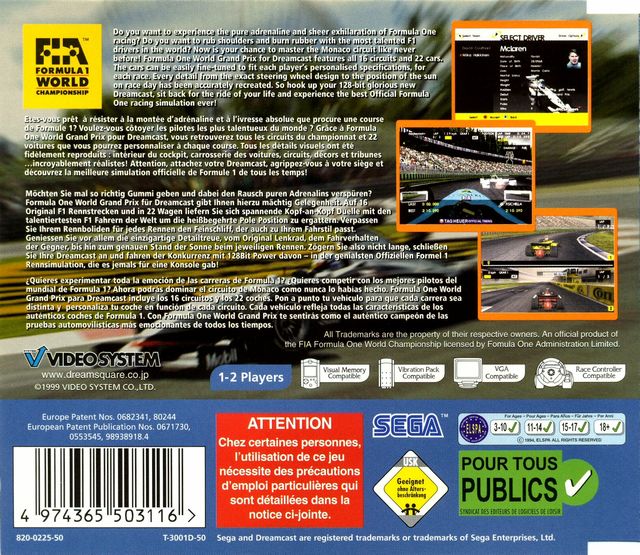 FIA
FORMULA 1
WORLD
CHAMPIONSHIP
Do you want to experience the pure adrenaline and sheer exhilaration of Formula One
racing? Do you want to rub shoulders and burn rubber with the most talented F1
drivers in the world? Now is your chance to master the Monaco circuit like never
before! Formula One World Grand Prix for Dreamcast features all 16 circuits and 22 cars.
The cars can be easily fine-tuned to fit each player's personalised specifications, for
each race. Every detail from the exact steering wheel design to the position of the sun
on race day has been accurately recreated. So hook up your 128-bit glorious new
Dreamcast, sit back for the ride of your life and experience the best Official Formula
One racing simulation ever!
Êtes-vous prêt à résister à la montée d'adrénaline et à l'ivresse absolue que procure une course
de Formule 1? Voulez-vous côtoyer les pilotes les plus talentueux du monde ? Grâce à Formula
One World Grand Prix pour Dreamcast, vous retrouverez tous les circuits du championnat et 22
voitures que vous pourrez personnaliser à chaque course. Tous les détails visuels ont été
fidèlement reproduits : intérieur du cockpit, carrosserie des voitures, circuits, décors et tribunes
...incroyablement réalistes! Attention, attachez votre Dreamcast, agrippez-vous à votre siège et
découvrez la meilleure simulation officielle de Formule 1 de tous les temps!
Möchten Sie mal so richtig Gummi geben und dabei den Rausch puren Adrenalins verspüren?
Formula One World Grand Prix für Dreamcast gibt Ihnen hierzu mächtig Gelegenheit. Auf 16
Original F1 Rennstrecken und in 22 Wagen liefern Sie sich spannende Kopf-an-Kopf Duelle mit den
talentiertesten F1 Fahrern der Welt um die heißbegehrte Pole Position zu ergattern. Verpassen
Sie Ihrem Rennboliden für jedes Rennen den Feinschliff, der auch zu Ihrem Fahrstil passt.
Geniessen Sie vor allem die einzigartige Detailtreue, vom Original Lenkrad, dem Fahrverhalten
der Gegner, bis hin zum genauen Stand der Sonne beim jeweiligen Rennen. Zögern Sie also nicht lange, schließen
Sie Ihre Dreamcast an und fahren der Konkurrenz mit 128Bit Power davon – in der genialsten Offiziellen Formel 1
Rennsimulation, die es jemals für eine Konsole gab!
¿Quieres experimentar toda la emoción de las carreras de Formula 1? ¿Quieres competir con los mejores pilotos del
mundial de Formula 1? Ahora podrás dominar el circuito de Monaco como nunca lo habias hecho. Formula One World
Grand Prix para Dreamcast incluye los 16 circuitos y los 22 coches. Pon a punto tu vehículo para que cada carrera sea
distinta y personaliza tu coche en función de cada circuito. Cada vehículo refleja todas las características de los
autenticos coches de Formula 1. Con Formula One World Grand Prix te sentirás como el autentico campeón de las
pruebas automovilisticas más emocionantes de todos los tiempos.
SELECT DRIVER
Mclaren
TAGHEUER
All Trademarks are the property of their respective owners. An official product of
the FIA Formula One World Championship licensed by Fomula One Administration Limited.
VIDEO SYSTEM
www.dreamsquare.co.jp
©1999 VIDEO SYSTEM CO.,LTD.
1-2 Players
Visual Memory
Compatible
Vibration Pack
Compatible
VGA
Compatible
Race Controller
Compatible
Europe Patent Nos. 0682341, 80244
European Patent Publication Nos. 0671730,
0553545, 98938918.4
4 974365 503116 >
820-0225-50
T-3001D-50
ATTENTION
Chez certaines personnes,
l'utilisation de ce jeu
nécessite des précautions
d'emploi particulières qui
sont détaillées dans la
notice ci-jointe.
SEGA
USK
Geeignet
ohne Alters-
beschränkung
For Ages - Pour Ages - Para Años - Für Jahre - Per Anni
ELSPA
3-10
11-14
15-17
18+
© 1994, ELSPA ALL RIGHTS RESERVED
POUR TOUS
PUBLICS
SYNDICAT DES EDITEURS DE LOGICIELS DE LOISIR
Sega and Dreamcast are registered trademarks or trademarks of Sega Enterprises, Ltd.